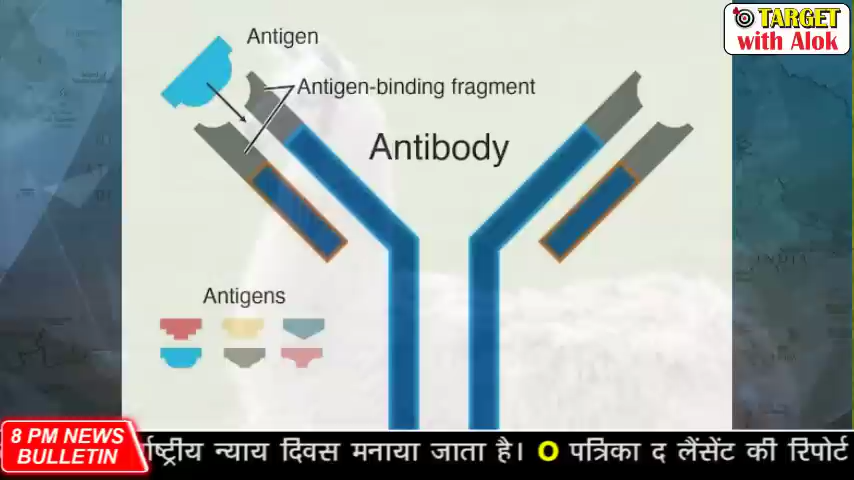 TARGET
with Alok
Antigen
Antigen-binding fragment
Antibody
Antigens
8 PM NEWS
BULLETIN
न्याय दिवस मनाया जाता है। O पत्रिका द लैंसेंट की रिपोर्ट